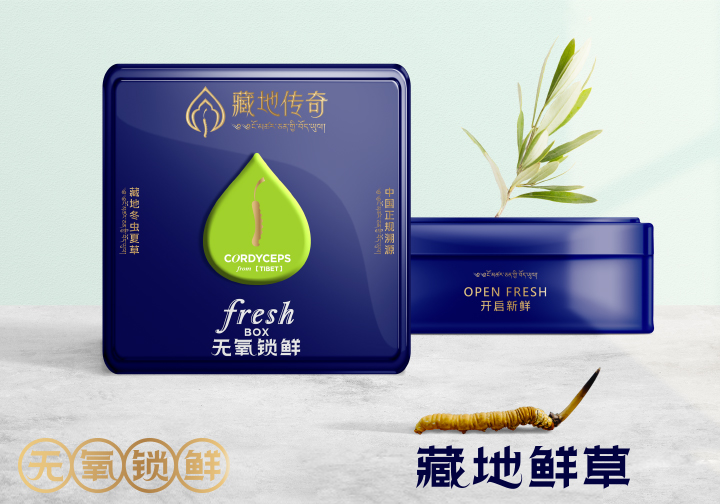 藏地传奇
藏地冬虫夏草
中国正规溯源
CORDYCEPS
from [TIBET]
fresh
BOX
无氧锁鲜
OPEN FRESH
开启新鲜
无氧锁鲜
藏地鲜草